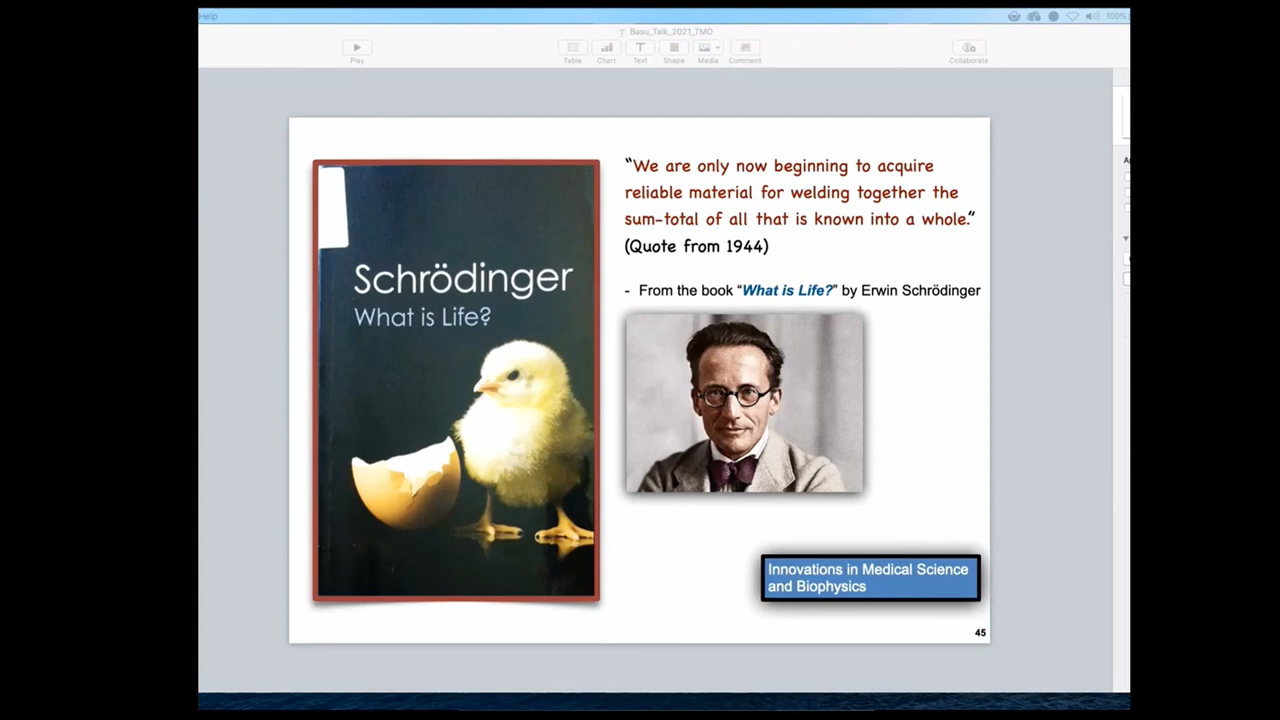 Help
100%
Basu_Talk_2021_TMD
Play
Table
Chart
Text
Shape
Media
Comment
Collaborate
Schrödinger
What is Life?
“We are only now beginning to acquire
reliable material for welding together the
sum-total of all that is known into a whole.”
(Quote from 1944)
- From the book “What is Life?” by Erwin Schrödinger
Innovations in Medical Science
and Biophysics
45